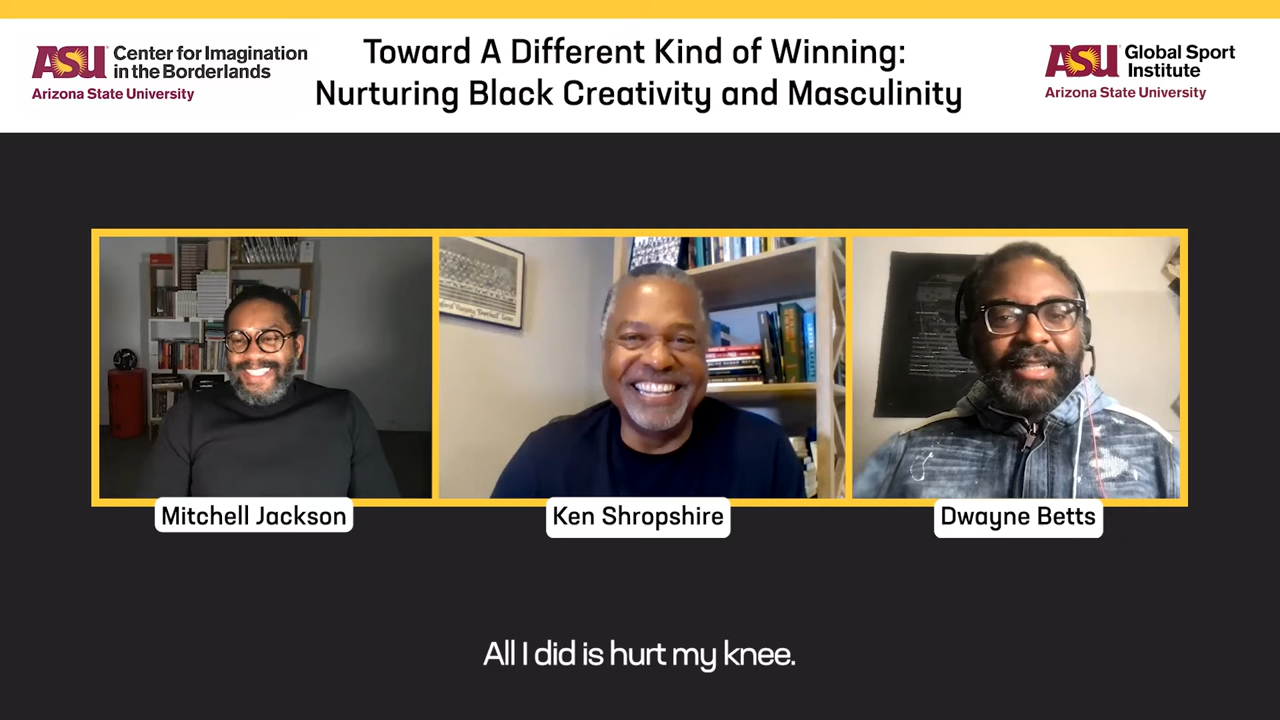 ASU Center for Imagination
in the Borderlands
Arizona State University
Toward A Different Kind of Winning:
Nurturing Black Creativity and Masculinity
ASU Global Sport
Institute
Arizona State University
Mitchell Jackson
Ken Shropshire
Dwayne Betts
All I did is hurt my knee.